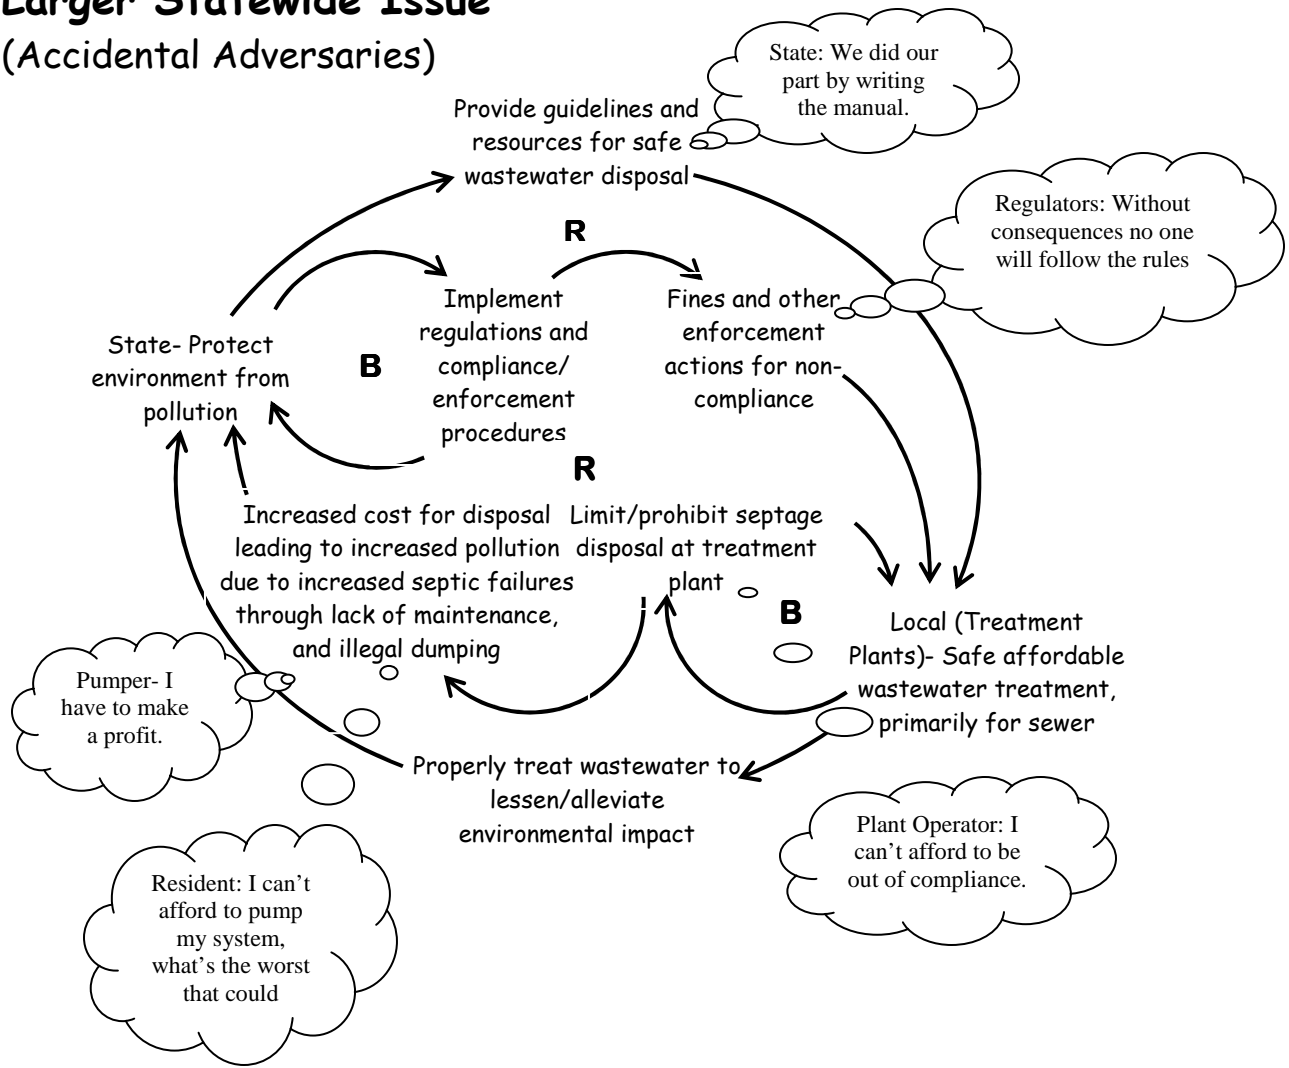 Larger Statewide Issue
(Accidental Adversaries)
State: We did our
part by writing
the manual.
Provide guidelines and
resources for safe
wastewater disposal
Regulators: Without
consequences no one
will follow the rules
R
Implement
regulations and
compliance/
enforcement
procedures
Fines and other
enforcement
actions for non-
compliance
State- Protect
environment from
pollution
B
R
Increased cost for disposal
leading to increased pollution
due to increased septic failures
through lack of maintenance,
and illegal dumping
Limit/prohibit septage
disposal at treatment
plant
B
Local (Treatment
Plants)- Safe affordable
wastewater treatment,
primarily for sewer
Pumper- I
have to make
a profit.
Properly treat wastewater to
lessen/alleviate
environmental impact
Plant Operator: I
can’t afford to be
out of compliance.
Resident: I can’t
afford to pump
my system,
what’s the worst
that could